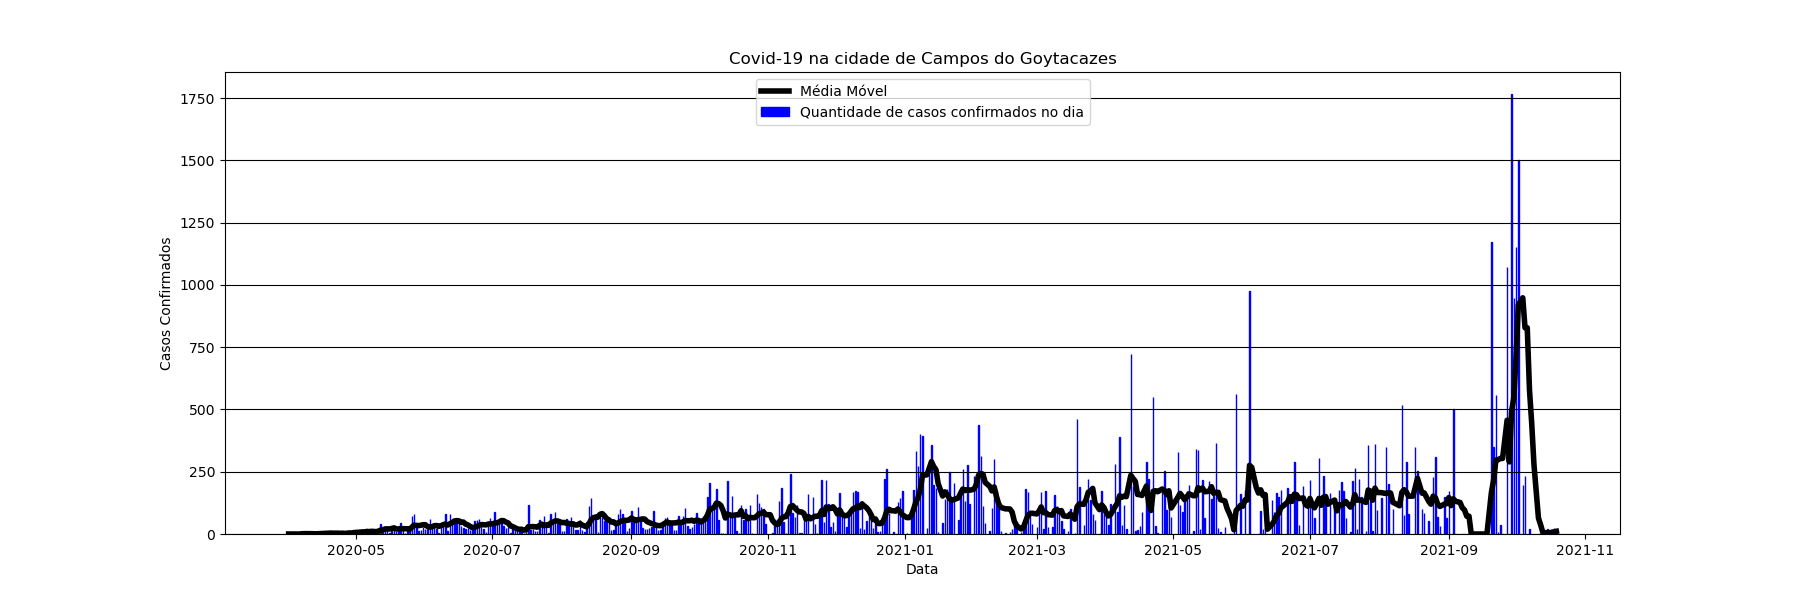 Covid-19 na cidade de Campos do Goytacazes
Média Móvel
Quantidade de casos confirmados no dia
Casos Confirmados
1750
1500
1250
1000
750
500
250
0
2020-05 2020-07 2020-09 2020-11 2021-01 2021-03 2021-05 2021-07 2021-09 2021-11
Data